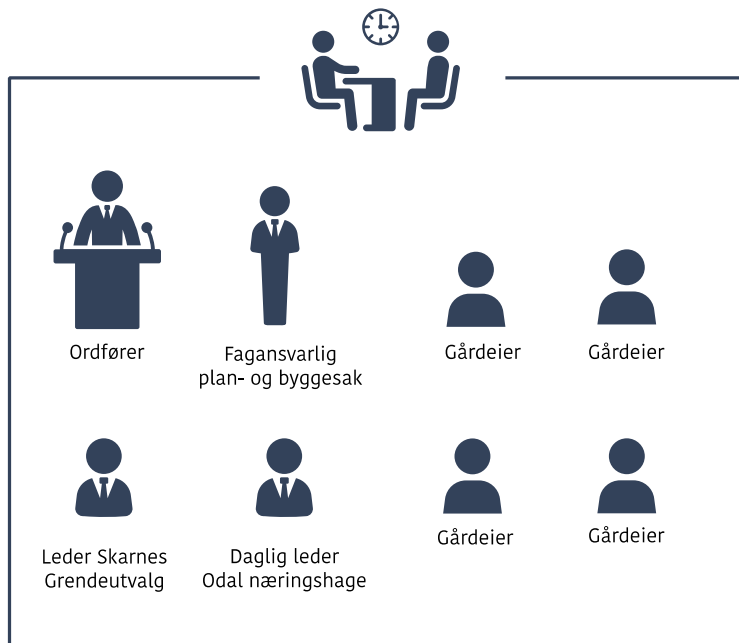 Ordfører
Fagansvarlig
plan- og byggesak
Gårdeier
Gårdeier
Leder Skarnes
Grendeutvalg
Daglig leder
Odal næringshage
Gårdeier
Gårdeier